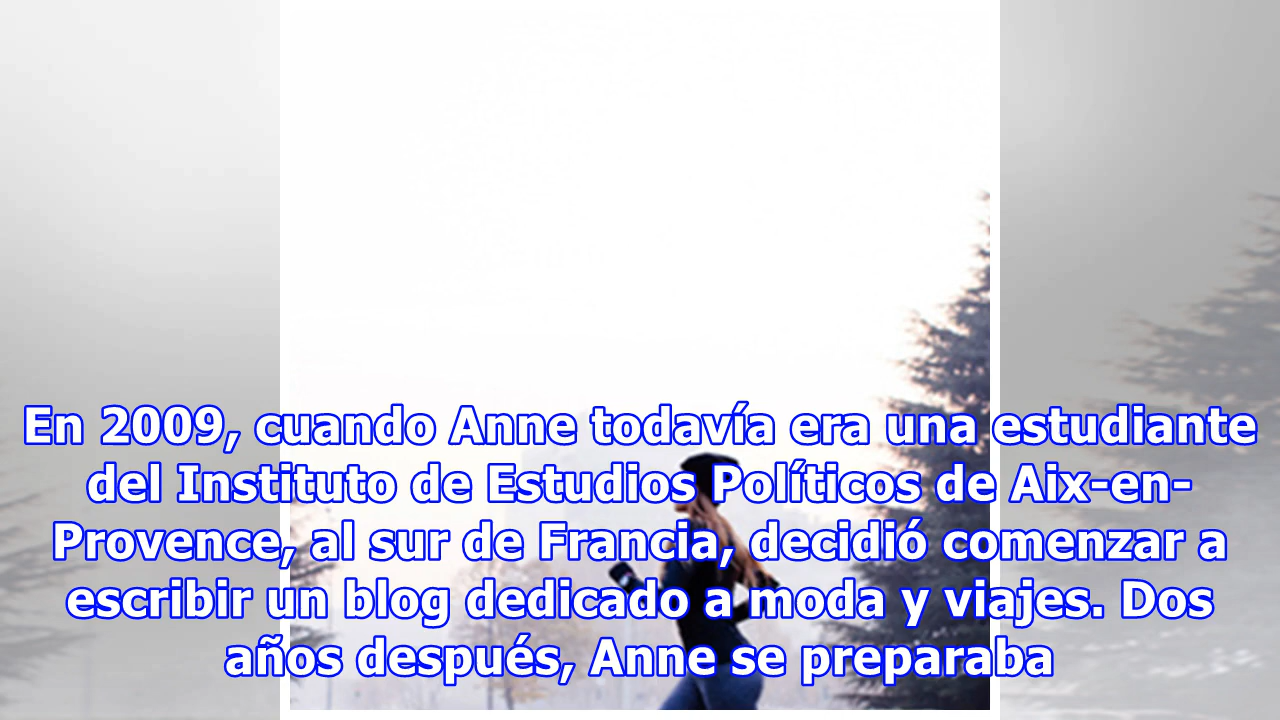 En 2009, cuando Anne todavía era una estudiante
del Instituto de Estudios Políticos de Aix-en-
Provence, al sur de Francia, decidió comenzar a
escribir un blog dedicado a moda y viajes. Dos
años después, Anne se preparaba